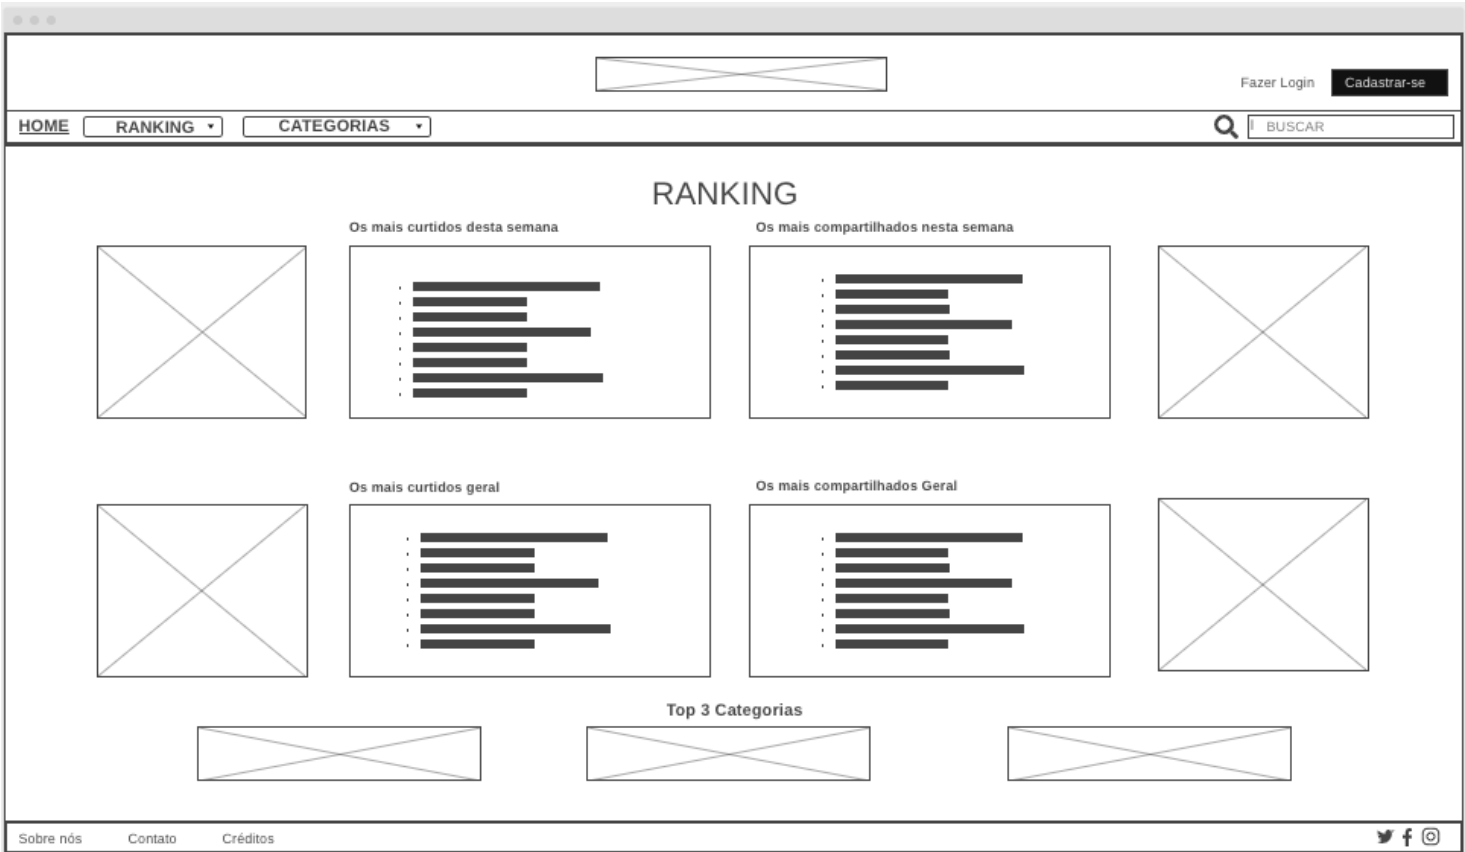 Fazer Login
Cadastrar-se
HOME
RANKING
CATEGORIAS
BUSCAR
RANKING
Os mais curtidos desta semana
Os mais compartilhados nesta semana
Os mais curtidos geral
Os mais compartilhados Geral
Top 3 Categorias
Sobre nós
Contato
Créditos